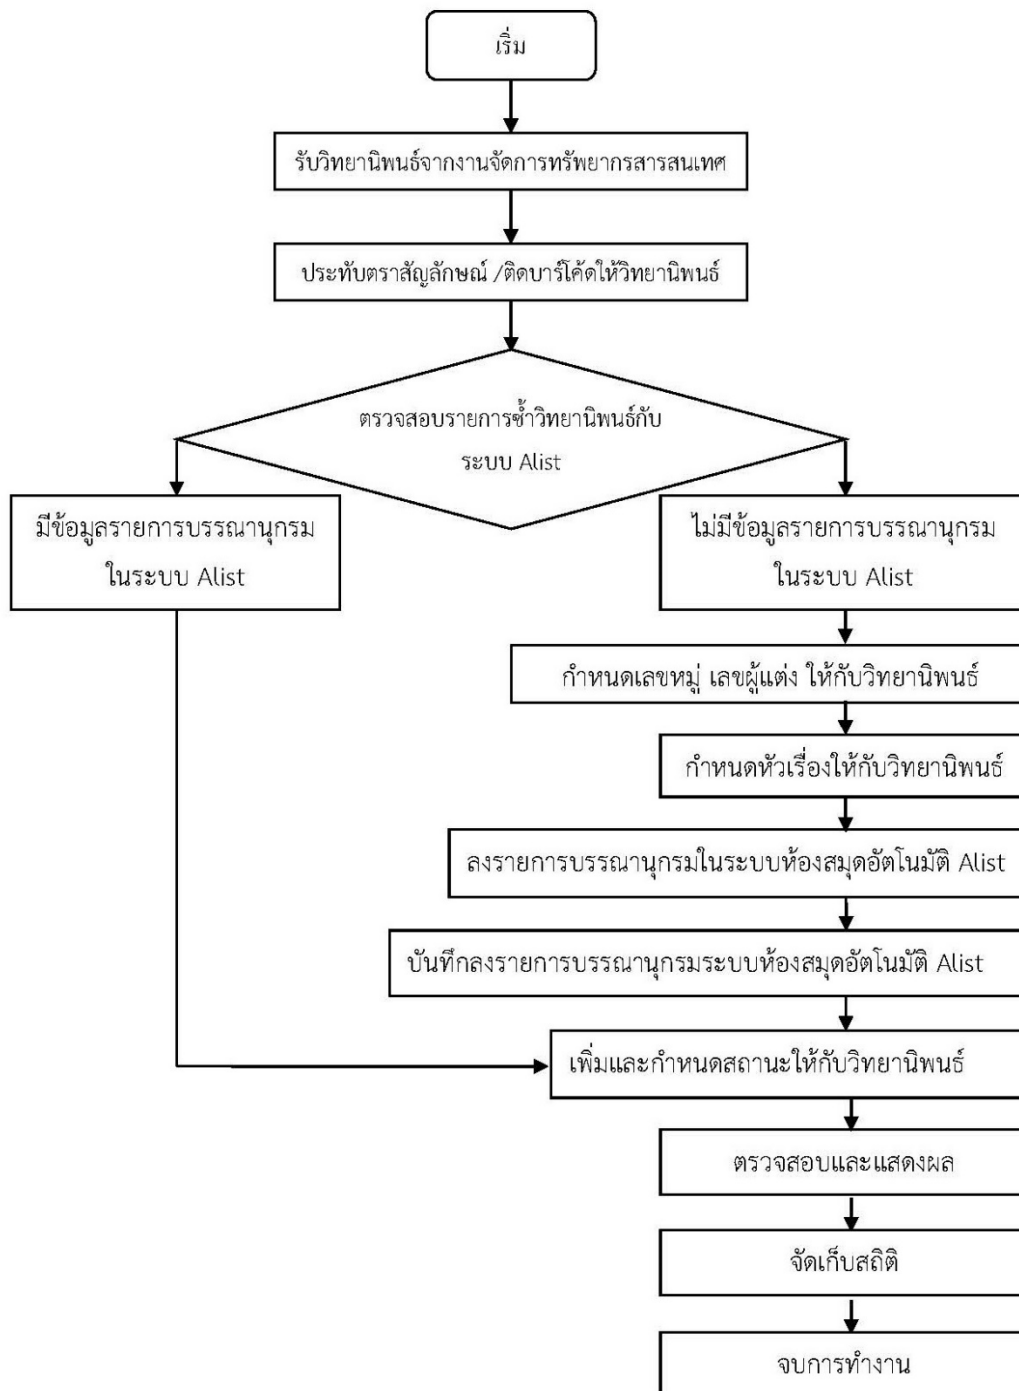 เริ่ม
รับวิทยานิพนธ์จากงานจัดการทรัพยากรสารสนเทศ
ประทับตราสัญลักษณ์ /ติดบาร์โค้ดให้วิทยานิพนธ์
ตรวจสอบรายการซ้ำวิทยานิพนธ์กับ
ระบบ Alist
มีข้อมูลรายการบรรณานุกรม
ในระบบ Alist
ไม่มีข้อมูลรายการบรรณานุกรม
ในระบบ Alist
กำหนดเลขหมู่ เลขผู้แต่ง ให้กับวิทยานิพนธ์
กำหนดหัวเรื่องให้กับวิทยานิพนธ์
ลงรายการบรรณานุกรมในระบบห้องสมุดอัตโนมัติ Alist
บันทึกลงรายการบรรณานุกรมระบบห้องสมุดอัตโนมัติ Alist
เพิ่มและกำหนดสถานะให้กับวิทยานิพนธ์
ตรวจสอบและแสดงผล
จัดเก็บสถิติ
จบการทำงาน